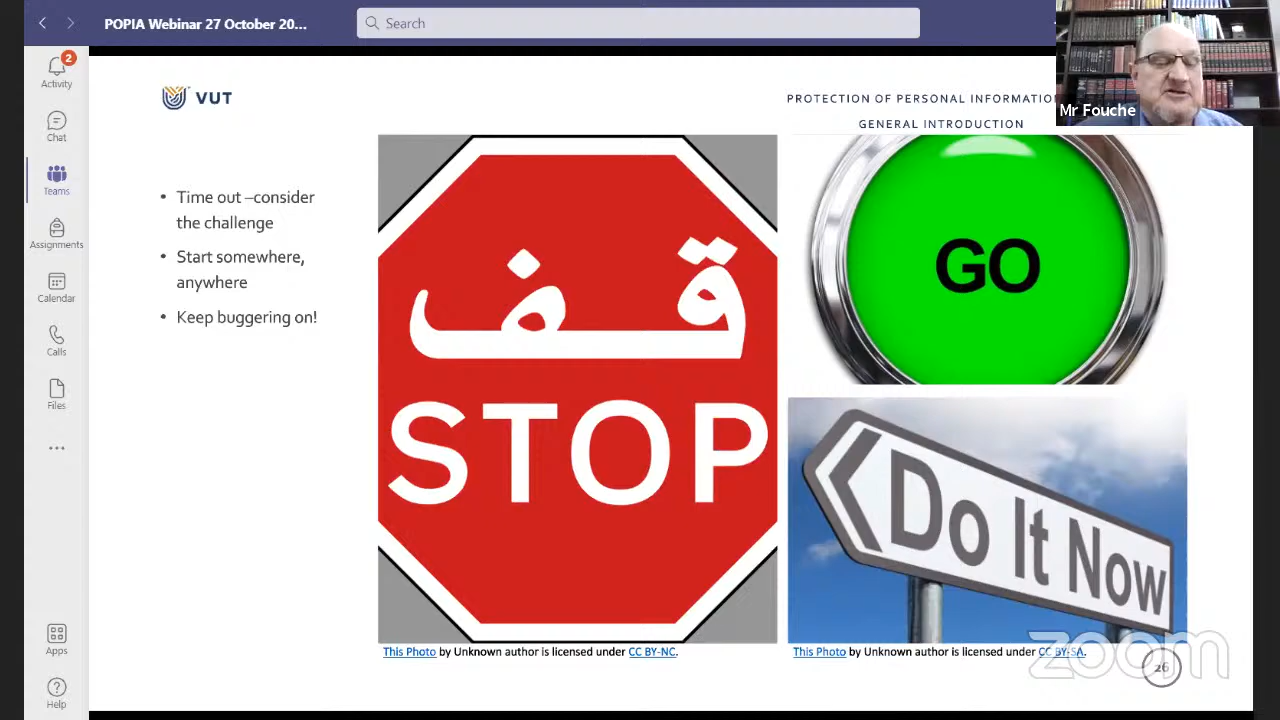 POPIA Webinar 27 October 20...
Search
Mr Fouche
2
Activity
Chat
Teams
Assignments
Calendar
Calls
Files
Apps
Help
VUT
PROTECTION OF PERSONAL INFORMATION
GENERAL INTRODUCTION
• Time out –consider
the challenge
• Start somewhere,
anywhere
• Keep buggering on!
قف
STOP
GO
Do It Now
This Photo by Unknown author is licensed under CC BY-NC.
This Photo by Unknown author is licensed under CC BY-SA.
zoom
26